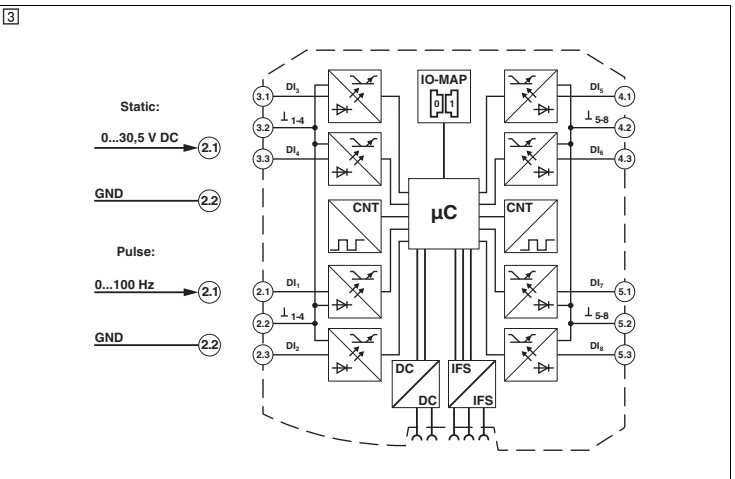 3
Static:
0...30,5 V DC
2.1
GND
2.2
Pulse:
0...100 Hz
2.1
GND
2.2
3.1
DI3
3.2
⊥ 1-4
3.3
DI4
2.1
DI1
2.2
⊥ 1-4
2.3
DI2
IO-MAP
0 1
CNT
µC
CNT
DC
DC
IFS
IFS
DI5
4.1
⊥ 5-8
4.2
DI6
4.3
DI7
5.1
⊥ 5-8
5.2
DI8
5.3